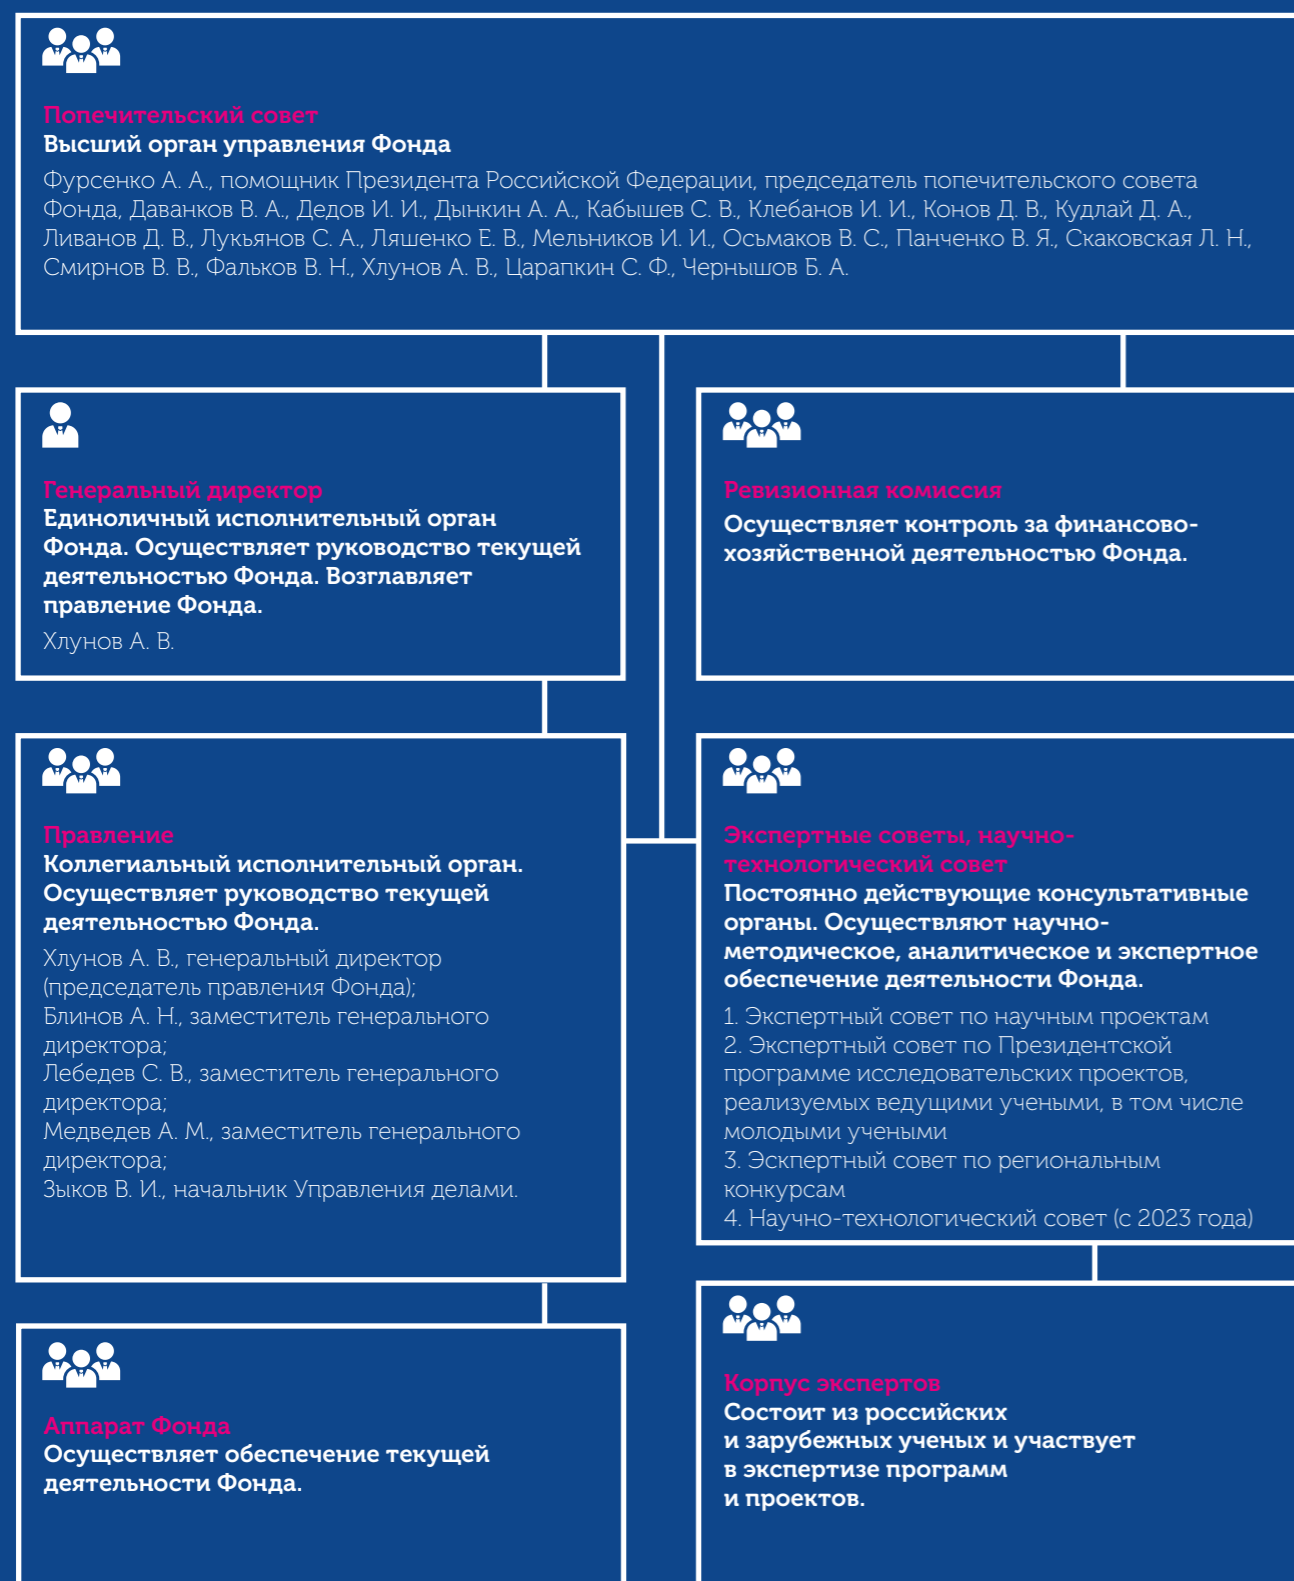 Попечительский совет
Высший орган управления Фонда
Фурсенко А. А., помощник Президента Российской Федерации, председатель попечительского совета
Фонда, Даванков В. А., Дедов И. И., Дынкин А. А., Кабышев С. В., Клебанов И. И., Конов Д. В., Кудлай Д. А.,
Ливанов Д. В., Лукьянов С. А., Ляшенко Е. В., Мельников И. И., Осьмаков В. С., Панченко В. Я., Скаковская Л. Н.,
Смирнов В. В., Фальков В. Н., Хлунов А. В., Царапкин С. Ф., Чернышов Б. А.
Генеральный директор
Единоличный исполнительный орган
Фонда. Осуществляет руководство текущей
деятельностью Фонда. Возглавляет
правление Фонда.
Хлунов А. В.
Ревизионная комиссия
Осуществляет контроль за финансово-
хозяйственной деятельностью Фонда.
Правление
Коллегиальный исполнительный орган.
Осуществляет руководство текущей
деятельностью Фонда.
Хлунов А. В., генеральный директор
(председатель правления Фонда);
Блинов А. Н., заместитель генерального
директора;
Лебедев С. В., заместитель генерального
директора;
Медведев А. М., заместитель генерального
директора;
Зыков В. И., начальник Управления делами.
Экспертные советы, научно-
технологический совет
Постоянно действующие консультативные
органы. Осуществляют научно-
методическое, аналитическое и экспертное
обеспечение деятельности Фонда.
1. Экспертный совет по научным проектам
2. Экспертный совет по Президентской
программе исследовательских проектов,
реализуемых ведущими учеными, в том числе
молодыми учеными
3. Эскпертный совет по региональным
конкурсам
4. Научно-технологический совет (с 2023 года)
Аппарат Фонда
Осуществляет обеспечение текущей
деятельности Фонда.
Корпус экспертов
Состоит из российских
и зарубежных ученых и участвует
в экспертизе программ
и проектов.